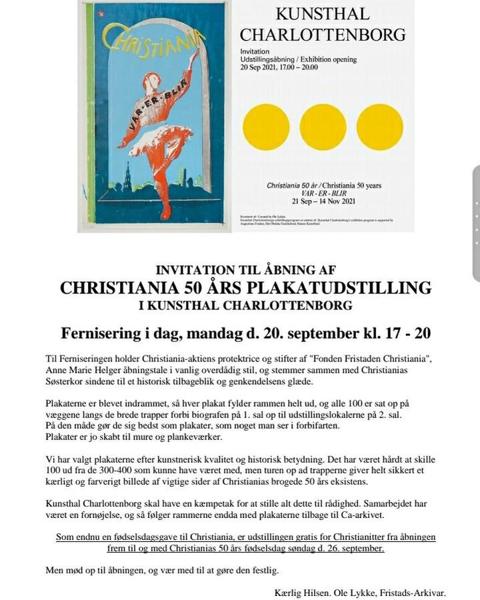 CHRISTIANIA
VAR-ER-BLIR
KUNSTHAL
CHARLOTTENBORG
Invitation
Udstillingsåbning / Exhibition opening
20 Sep 2021, 17.00 – 20.00
Christiania 50 år / Christiania 50 years
VAR - ER - BLIR
21 Sep – 14 Nov 2021
INVITATION TIL ÅBNING AF
CHRISTIANIA 50 ÅRS PLAKATUDSTILLING
I KUNSTHAL CHARLOTTENBORG
Fernisering i dag, mandag d. 20. september kl. 17 - 20
Til Ferniseringen holder Christiania-aktiens protektrice og stifter af "Fonden Fristaden Christiania",
Anne Marie Helger åbningstale i vanlig overdådig stil, og stemmer sammen med Christianias
Søsterkor sindene til et historisk tilbageblik og genkendelsens glæde.
Plakaterne er blevet indrammet, så hver plakat fylder rammen helt ud, og alle 100 er sat op på
væggene langs de brede trapper forbi biografen på 1. sal op til udstillingslokalerne på 2. sal.
På den måde gør de sig bedst som plakater, som noget man ser i forbifarten.
Plakater er jo skabt til mure og plankeværker.
Vi har valgt plakaterne efter kunstnerisk kvalitet og historisk betydning. Det har været hårdt at skille
100 ud fra de 300-400 som kunne have været med, men turen op ad trapperne giver helt sikkert et
kærligt og farverigt billede af vigtige sider af Christianias brogede 50 års eksistens.
Kunsthal Charlottenborg skal have en kæmpetak for at stille alt dette til rådighed. Samarbejdet har
været en fornøjelse, og så følger rammerne endda med plakaterne tilbage til Ca-arkivet.
Som endnu en fødselsdagsgave til Christiania, er udstillingen gratis for Christianitter fra åbningen
frem til og med Christianias 50 års fødselsdag søndag d. 26. september.
Men mød op til åbningen, og vær med til at gøre den festlig.
Kærlig Hilsen. Ole Lykke, Fristads-Arkivar.